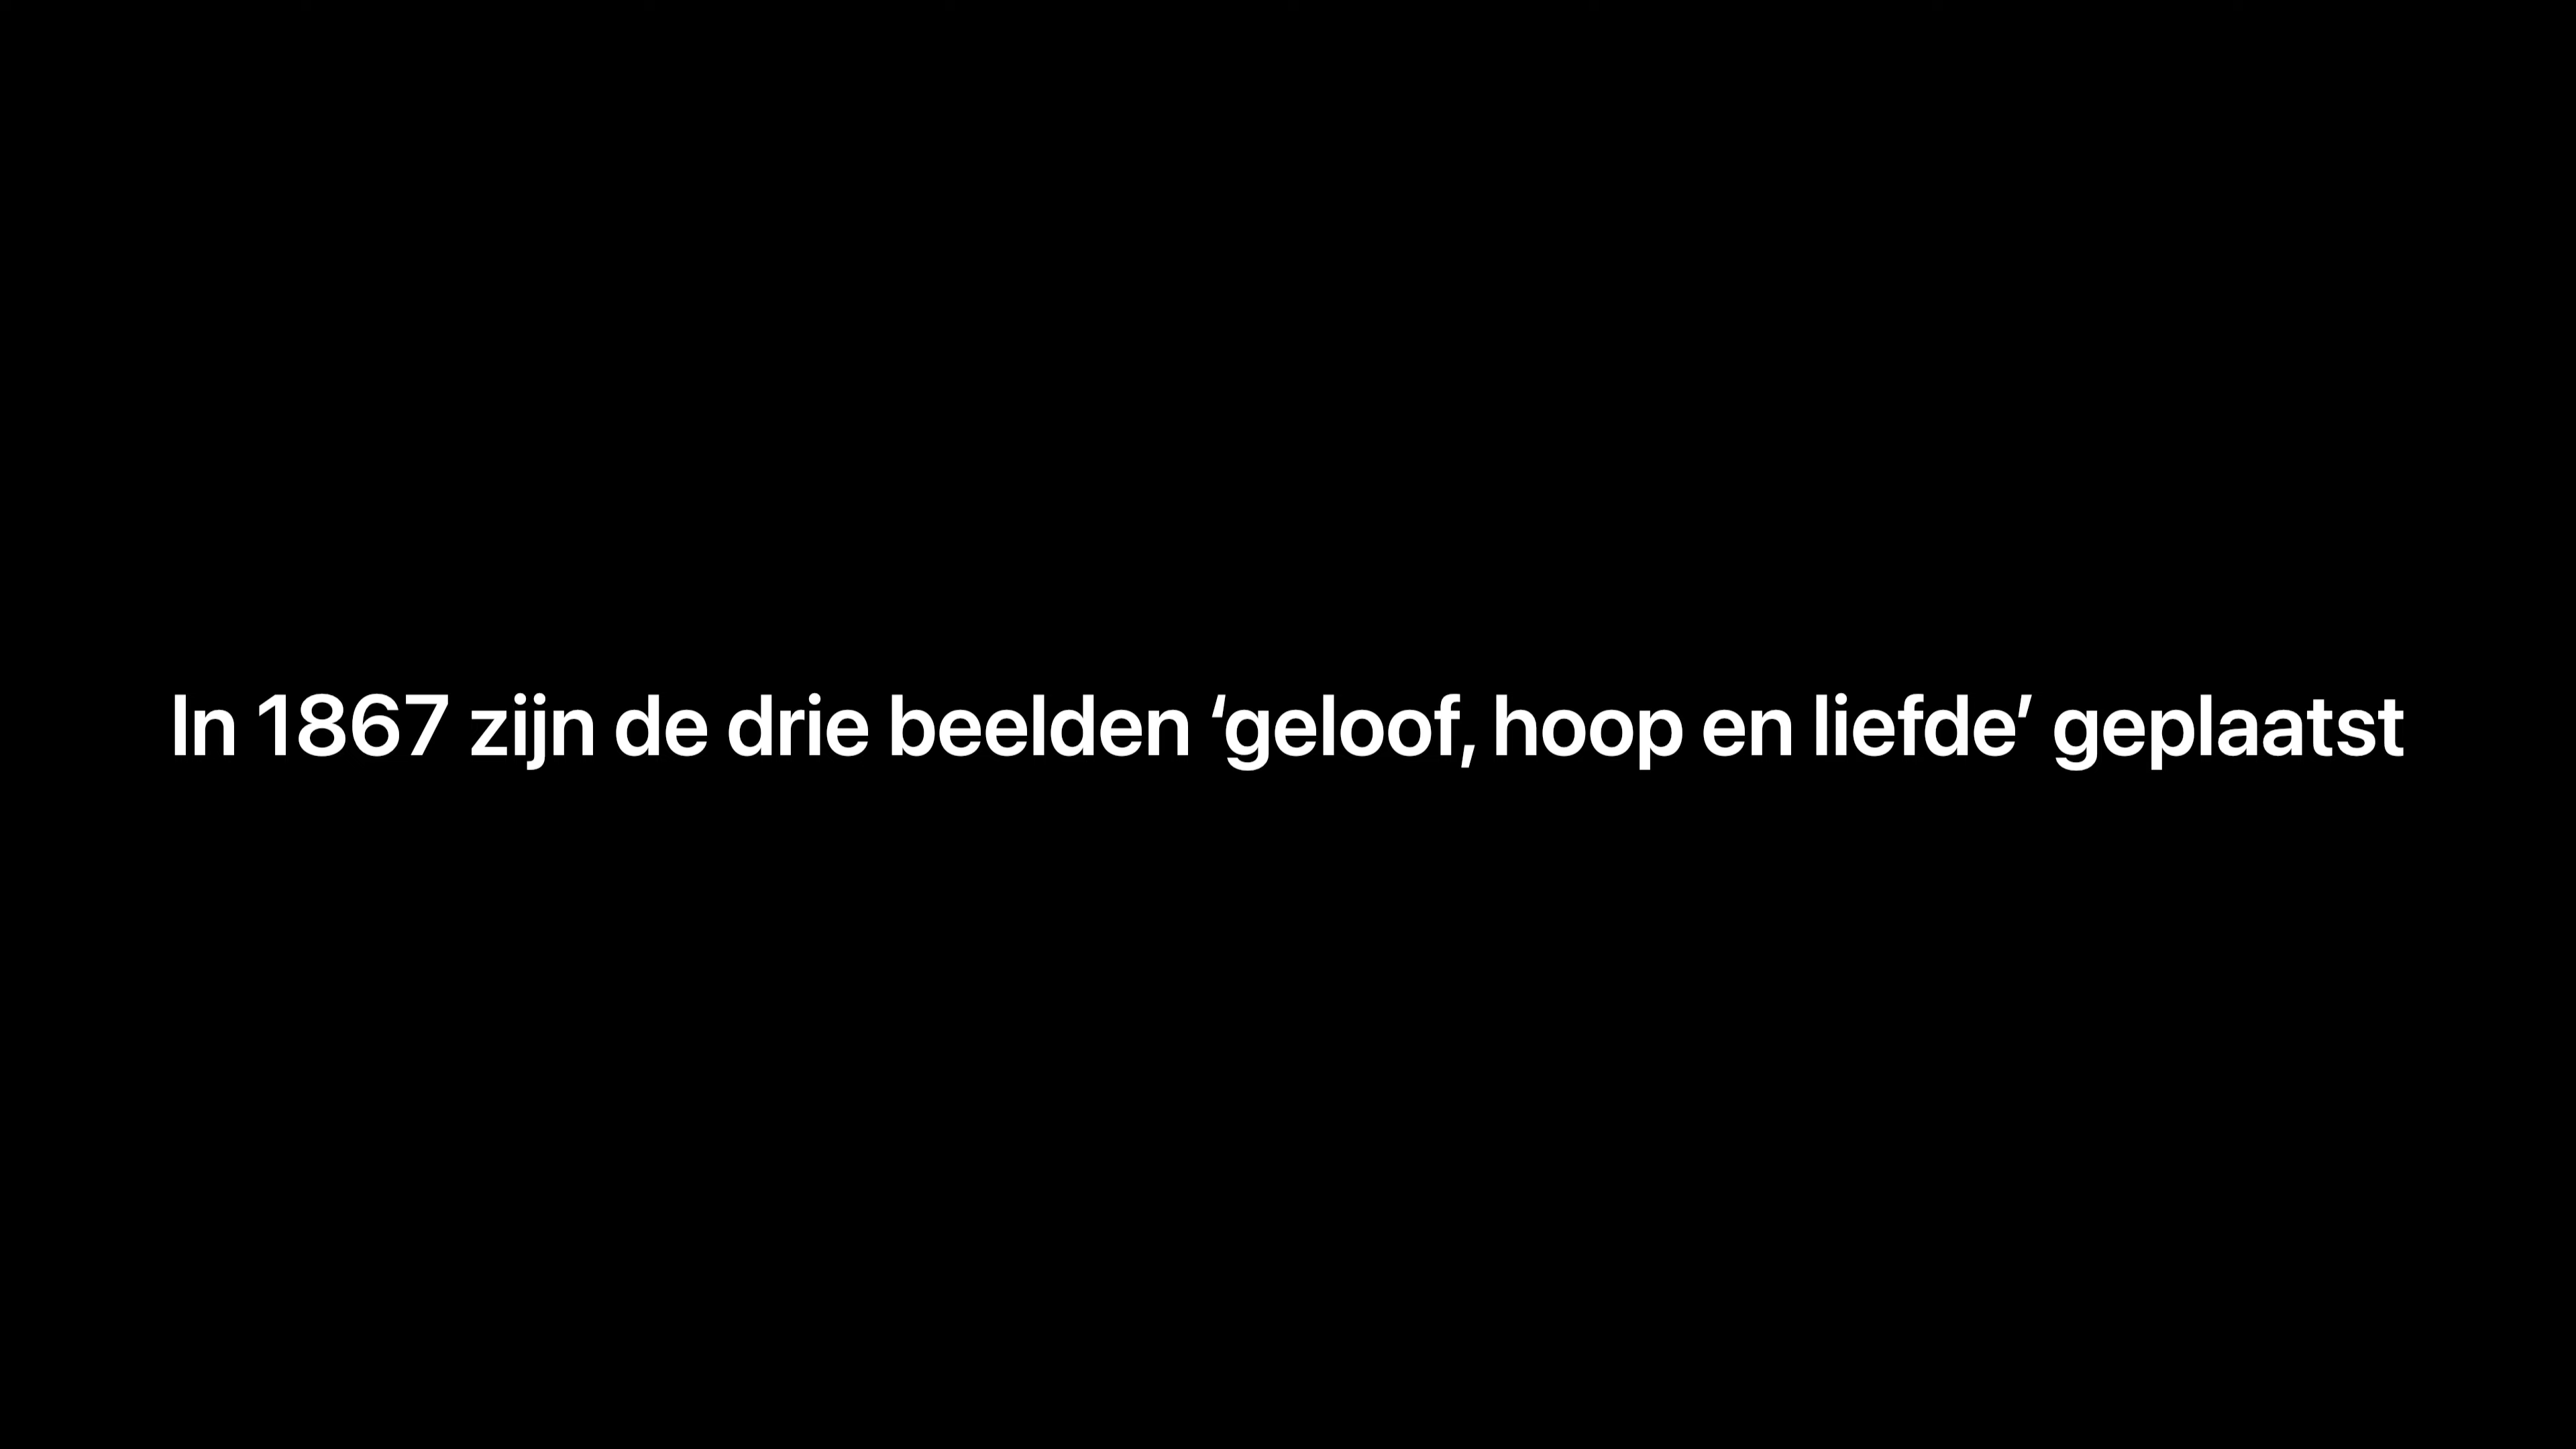 In 1867 zijn de drie beelden ‘geloof, hoop en liefde’ geplaatst